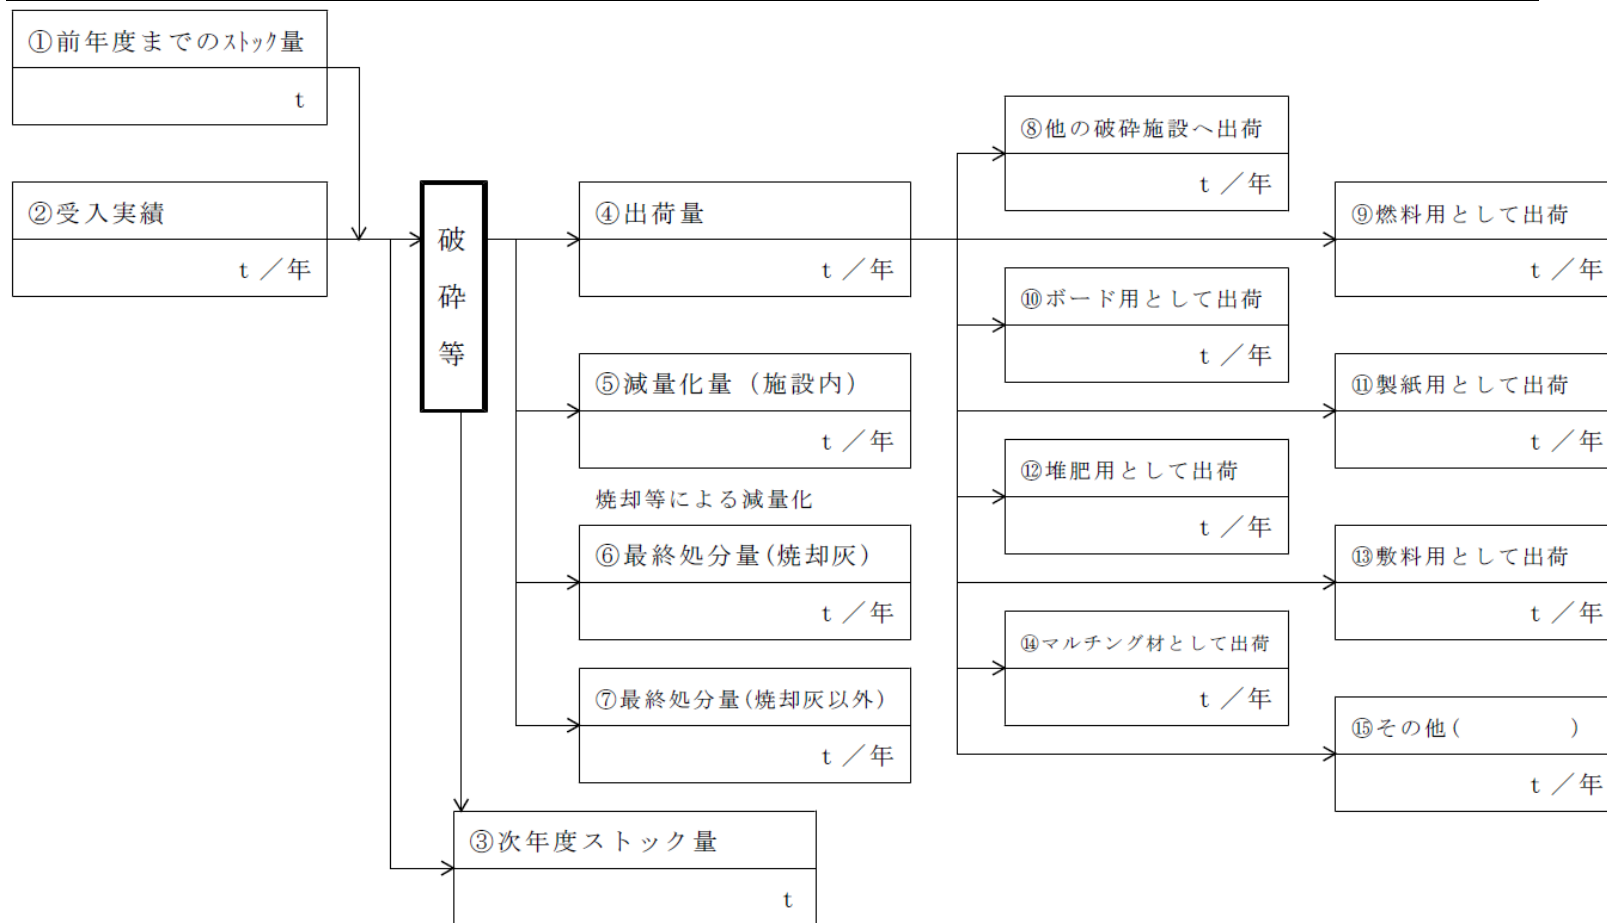 ①前年度までのｽﾄｯｸ量
t
②受入実績
t／年
破砕等
④出荷量
t／年
⑤減量化量（施設内）
t／年
焼却等による減量化
⑥最終処分量(焼却灰)
t／年
⑦最終処分量(焼却灰以外)
t／年
③次年度ストック量
t
⑧他の破砕施設へ出荷
t／年
⑨燃料用として出荷
t／年
⑩ボード用として出荷
t／年
⑪製紙用として出荷
t／年
⑫堆肥用として出荷
t／年
⑬敷料用として出荷
t／年
⑭マルチング材として出荷
t／年
⑮その他(　　　　)
t／年